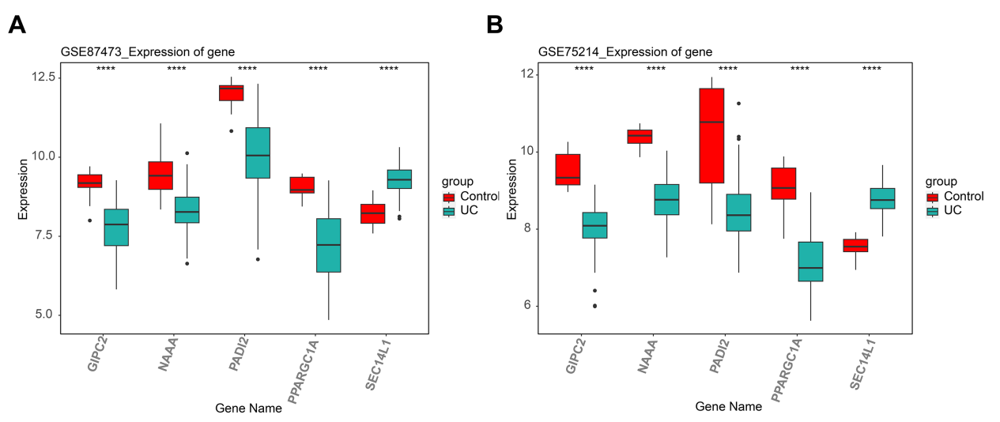 A
GSE87473_Expression of gene
**** **** **** **** ****
12.5
10.0
7.5
5.0
Expression
GIPC2
NAAA
PADI2
PPARGC1A
SEC14L1
Gene Name
group
Control
UC
B
GSE75214_Expression of gene
**** **** **** **** ****
12
10
8
6
Expression
GIPC2
NAAA
PADI2
PPARGC1A
SEC14L1
Gene Name
group
Control
UC